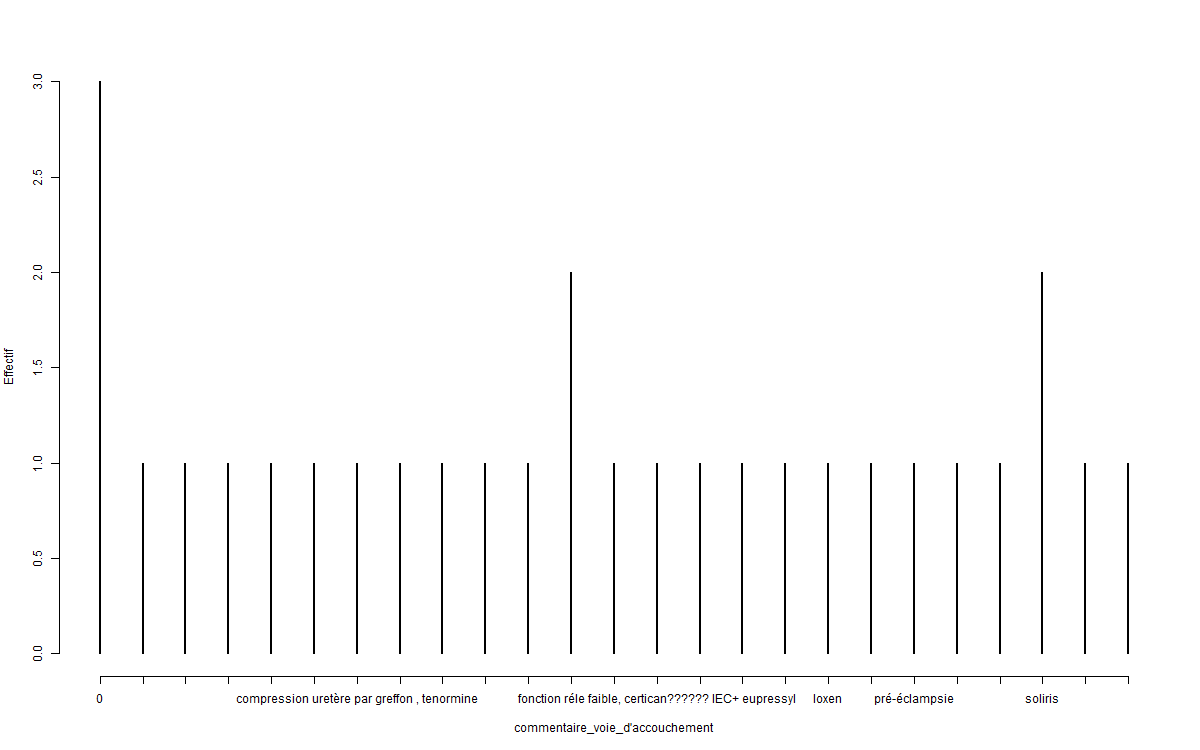 3.0
2.5
2.0
1.5
1.0
0.5
0.0
Effectif
0 compression uretère par greffon , tenormine fonction réle faible, certican?????? IEC+ eupressyl loxen pré-éclampsie soliris
commentaire_voie_d'accouchement